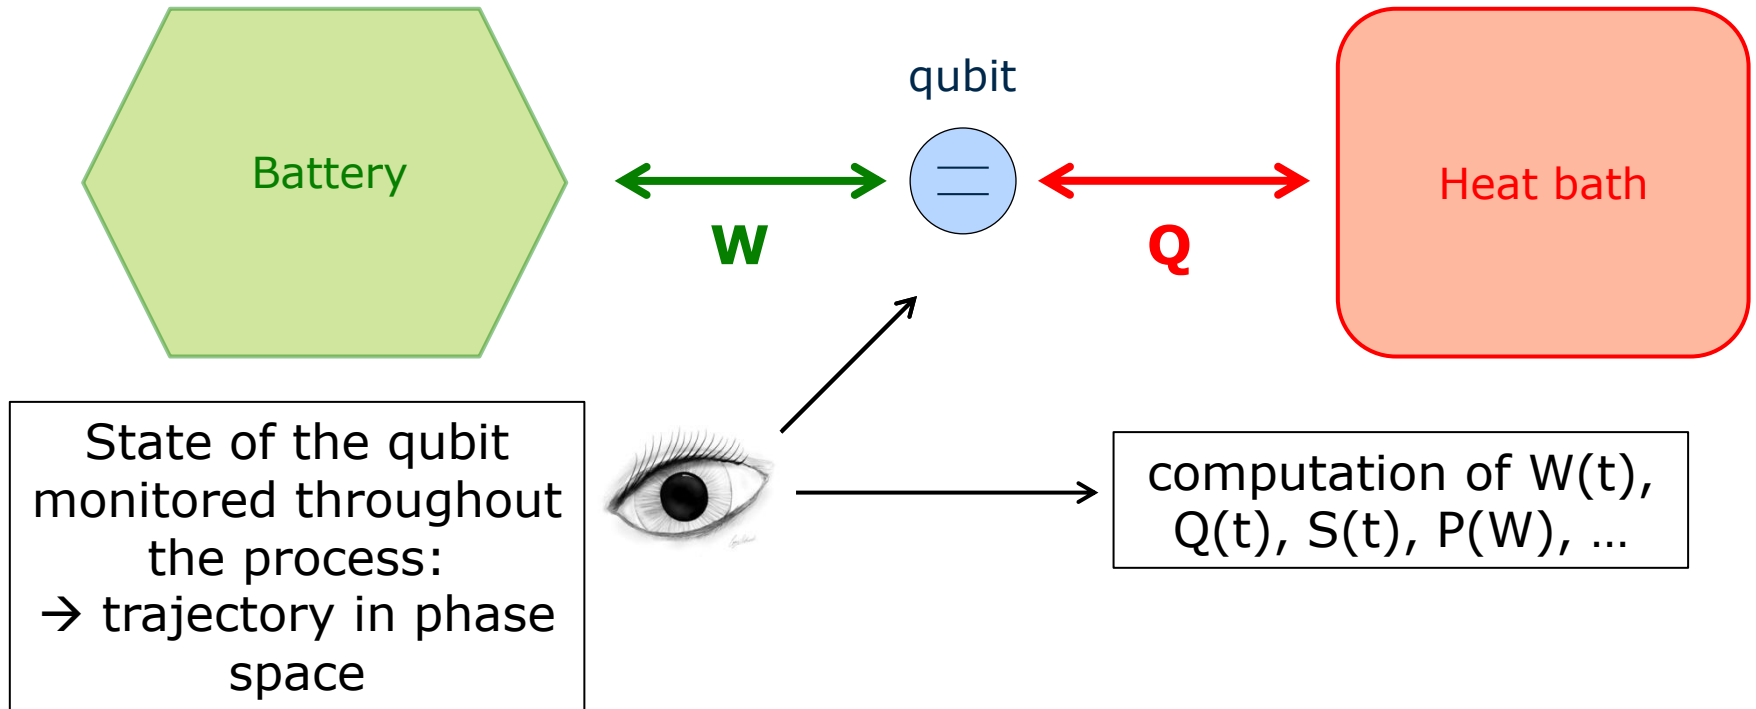 qubit
Battery
Heat bath
W
Q
State of the qubit
monitored throughout
the process:
→ trajectory in phase
space
computation of W(t),
Q(t), S(t), P(W), ...